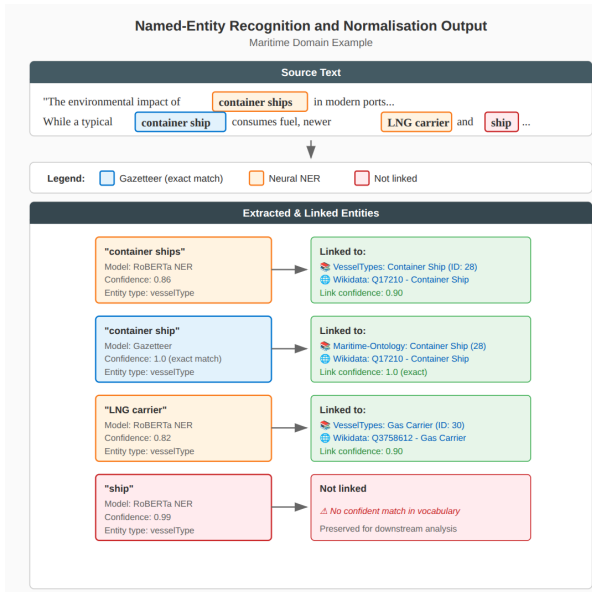 Named-Entity Recognition and Normalisation Output
Maritime Domain Example
Source Text
"The environmental impact of container ships in modern ports...
While a typical container ship consumes fuel, newer LNG carrier and ship ...
Legend: Gazetteer (exact match) Neural NER Not linked
Extracted & Linked Entities
"container ships"
Model: RoBERTa NER
Confidence: 0.86
Entity type: vesselType
Linked to:
📚 VesselTypes: Container Ship (ID: 28)
🌐 Wikidata: Q17210 - Container Ship
Link confidence: 0.90
"container ship"
Model: Gazetteer
Confidence: 1.0 (exact match)
Entity type: vesselType
Linked to:
📚 Maritime-Ontology: Container Ship (28)
🌐 Wikidata: Q17210 - Container Ship
Link confidence: 1.0 (exact)
"LNG carrier"
Model: RoBERTa NER
Confidence: 0.82
Entity type: vesselType
Linked to:
📚 VesselTypes: Gas Carrier (ID: 30)
🌐 Wikidata: Q3758612 - Gas Carrier
Link confidence: 0.90
"ship"
Model: RoBERTa NER
Confidence: 0.99
Entity type: vesselType
Not linked
⚠ No confident match in vocabulary
Preserved for downstream analysis